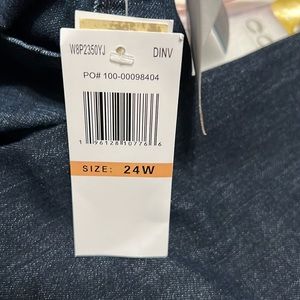 W8P2350YJ DINV
PO# 100-00098404
1 96128 10776 6
SIZE: 24W